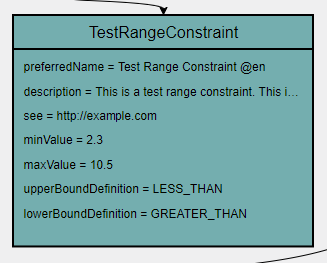 TestRangeConstraint
preferredName = Test Range Constraint @en
description = This is a test range constraint. This i...
see = http://example.com
minValue = 2.3
maxValue = 10.5
upperBoundDefinition = LESS_THAN
lowerBoundDefinition = GREATER_THAN